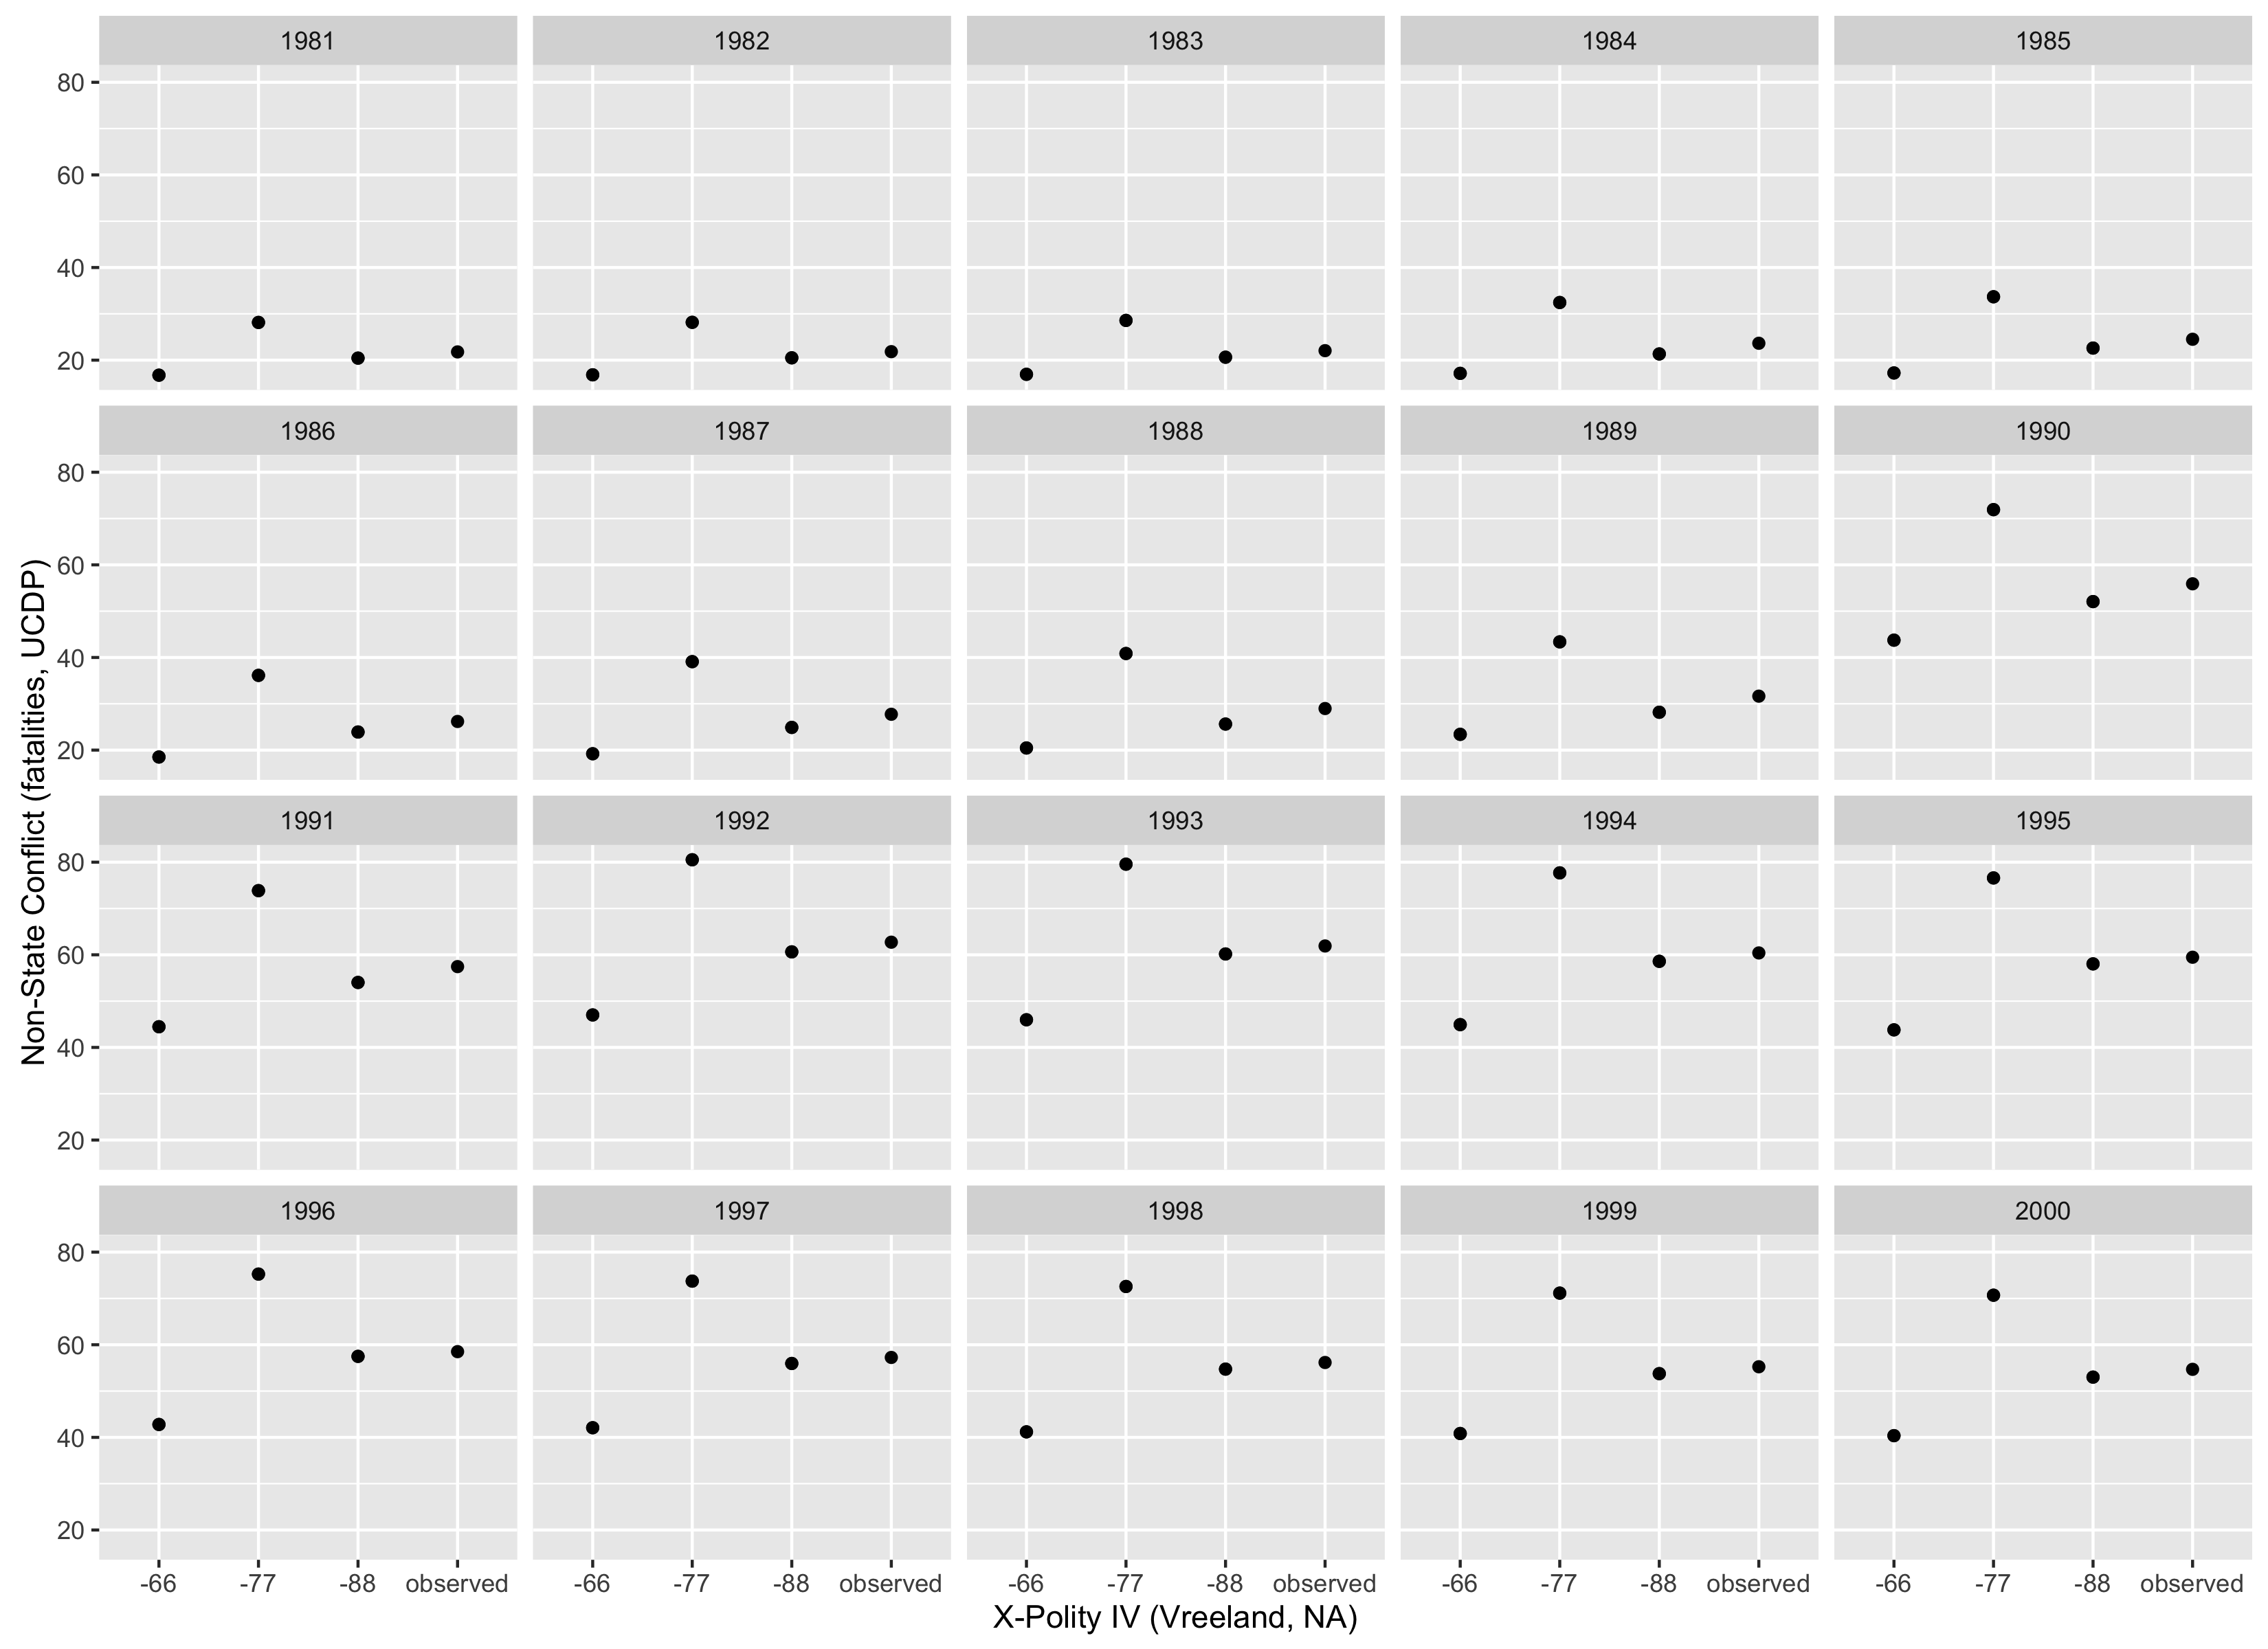 1981 1982 1983 1984 1985
80
60
40
20
1986 1987 1988 1989 1990
80
60
40
20
1991 1992 1993 1994 1995
80
60
40
20
1996 1997 1998 1999 2000
80
60
40
20
-66 -77 -88 observed -66 -77 -88 observed -66 -77 -88 observed -66 -77 -88 observed -66 -77 -88 observed
X-Polity IV (Vreeland, NA)
Non-State Conflict (fatalities, UCDP)